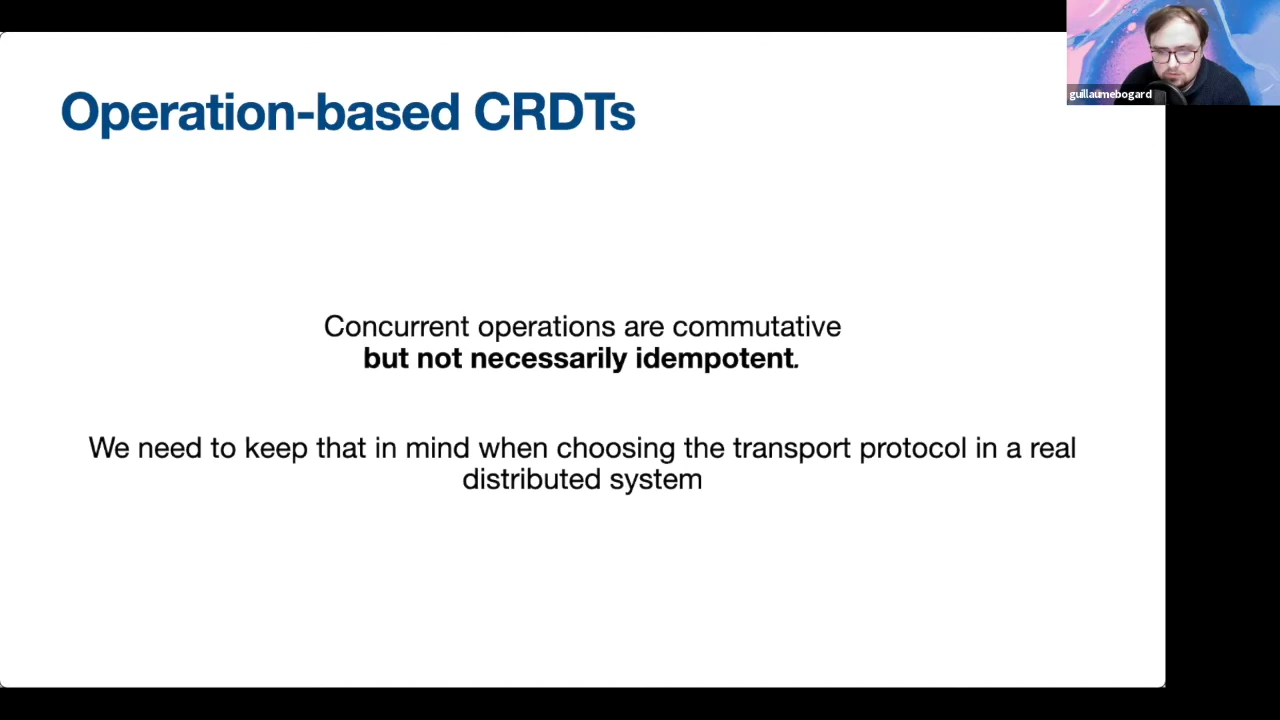 Operation-based CRDTs
guillaumebogard
Concurrent operations are commutative
but not necessarily idempotent.
We need to keep that in mind when choosing the transport protocol in a real
distributed system